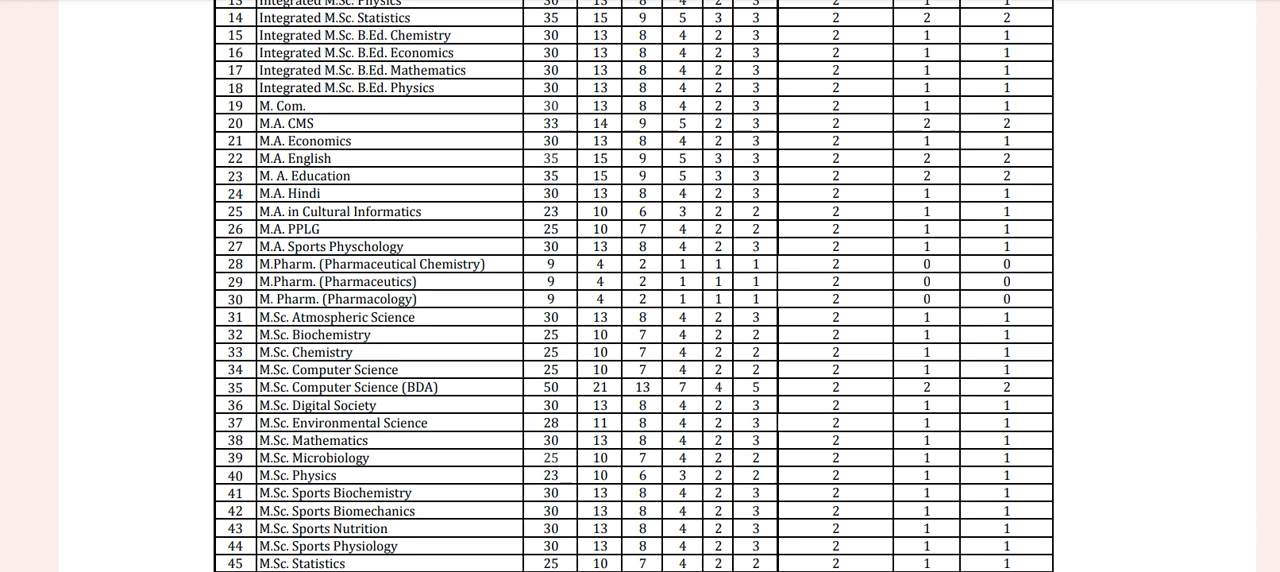 13 Integrated M.Sc. Physics 30 13 8 4 2 3 2 1 1
14 Integrated M.Sc. Statistics 35 15 9 5 3 3 2 2 2
15 Integrated M.Sc. B.Ed. Chemistry 30 13 8 4 2 3 2 1 1
16 Integrated M.Sc. B.Ed. Economics 30 13 8 4 2 3 2 1 1
17 Integrated M.Sc. B.Ed. Mathematics 30 13 8 4 2 3 2 1 1
18 Integrated M.Sc. B.Ed. Physics 30 13 8 4 2 3 2 1 1
19 M. Com. 30 13 8 4 2 3 2 1 1
20 M.A. CMS 33 14 9 5 2 3 2 2 2
21 M.A. Economics 30 13 8 4 2 3 2 1 1
22 M.A. English 35 15 9 5 3 3 2 2 2
23 M. A. Education 35 15 9 5 3 3 2 2 2
24 M.A. Hindi 30 13 8 4 2 3 2 1 1
25 M.A. in Cultural Informatics 23 10 6 3 2 2 2 1 1
26 M.A. PPLG 25 10 7 4 2 2 2 1 1
27 M.A. Sports Physchology 30 13 8 4 2 3 2 1 1
28 M.Pharm. (Pharmaceutical Chemistry) 9 4 2 1 1 1 2 0 0
29 M.Pharm. (Pharmaceutics) 9 4 2 1 1 1 2 0 0
30 M. Pharm. (Pharmacology) 9 4 2 1 1 1 2 0 0
31 M.Sc. Atmospheric Science 30 13 8 4 2 3 2 1 1
32 M.Sc. Biochemistry 25 10 7 4 2 2 2 1 1
33 M.Sc. Chemistry 25 10 7 4 2 2 2 1 1
34 M.Sc. Computer Science 25 10 7 4 2 2 2 1 1
35 M.Sc. Computer Science (BDA) 50 21 13 7 4 5 2 2 2
36 M.Sc. Digital Society 30 13 8 4 2 3 2 1 1
37 M.Sc. Environmental Science 28 11 8 4 2 3 2 1 1
38 M.Sc. Mathematics 30 13 8 4 2 3 2 1 1
39 M.Sc. Microbiology 25 10 7 4 2 2 2 1 1
40 M.Sc. Physics 23 10 6 3 2 2 2 1 1
41 M.Sc. Sports Biochemistry 30 13 8 4 2 3 2 1 1
42 M.Sc. Sports Biomechanics 30 13 8 4 2 3 2 1 1
43 M.Sc. Sports Nutrition 30 13 8 4 2 3 2 1 1
44 M.Sc. Sports Physiology 30 13 8 4 2 3 2 1 1
45 M.Sc. Statistics 25 10 7 4 2 2 2 1 1